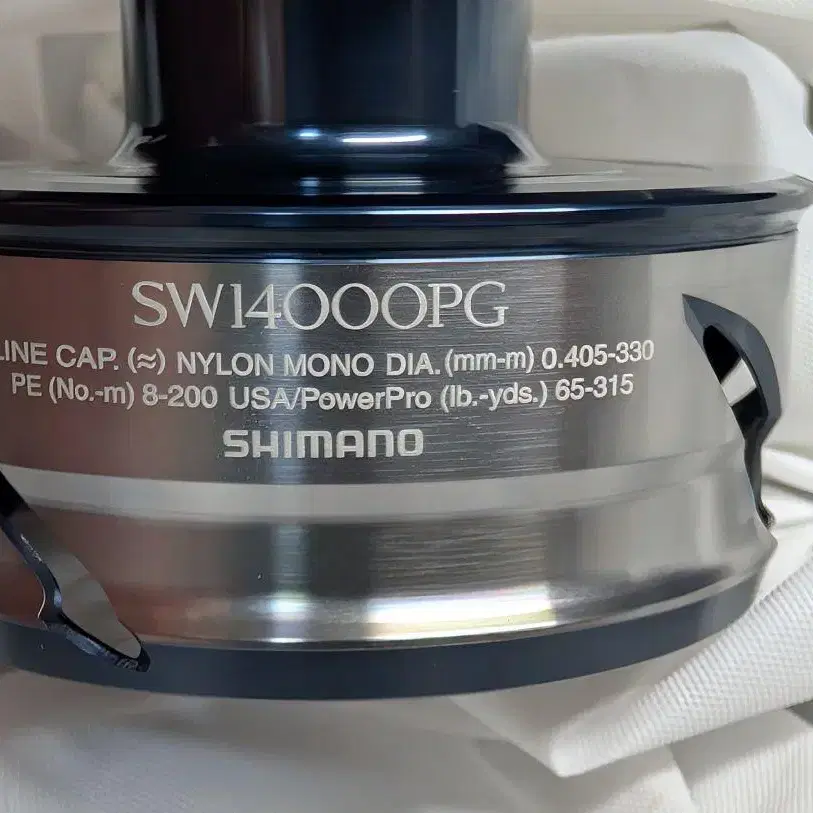 SW14000PG
LINE CAP. (≈) NYLON MONO DIA. (mm-m) 0.405-330
PE (No.-m) 8-200 USA/PowerPro (lb.-yds.) 65-315
SHIMANO